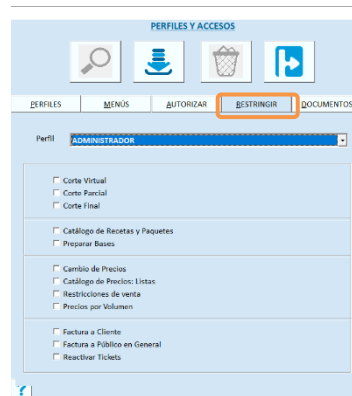 PERFILES Y ACCESOS
PERFILES MENÚS AUTORIZAR RESTRINGIR DOCUMENTOS
Perfil ADMINISTRADOR
Corte Virtual
Corte Parcial
Corte Final
Catálogo de Recetas y Paquetes
Preparar Bases
Cambio de Precios
Catálogo de Precios: Listas
Restricciones de venta
Precios por Volumen
Factura a Cliente
Factura a Público en General
Reactivar Tickets
?